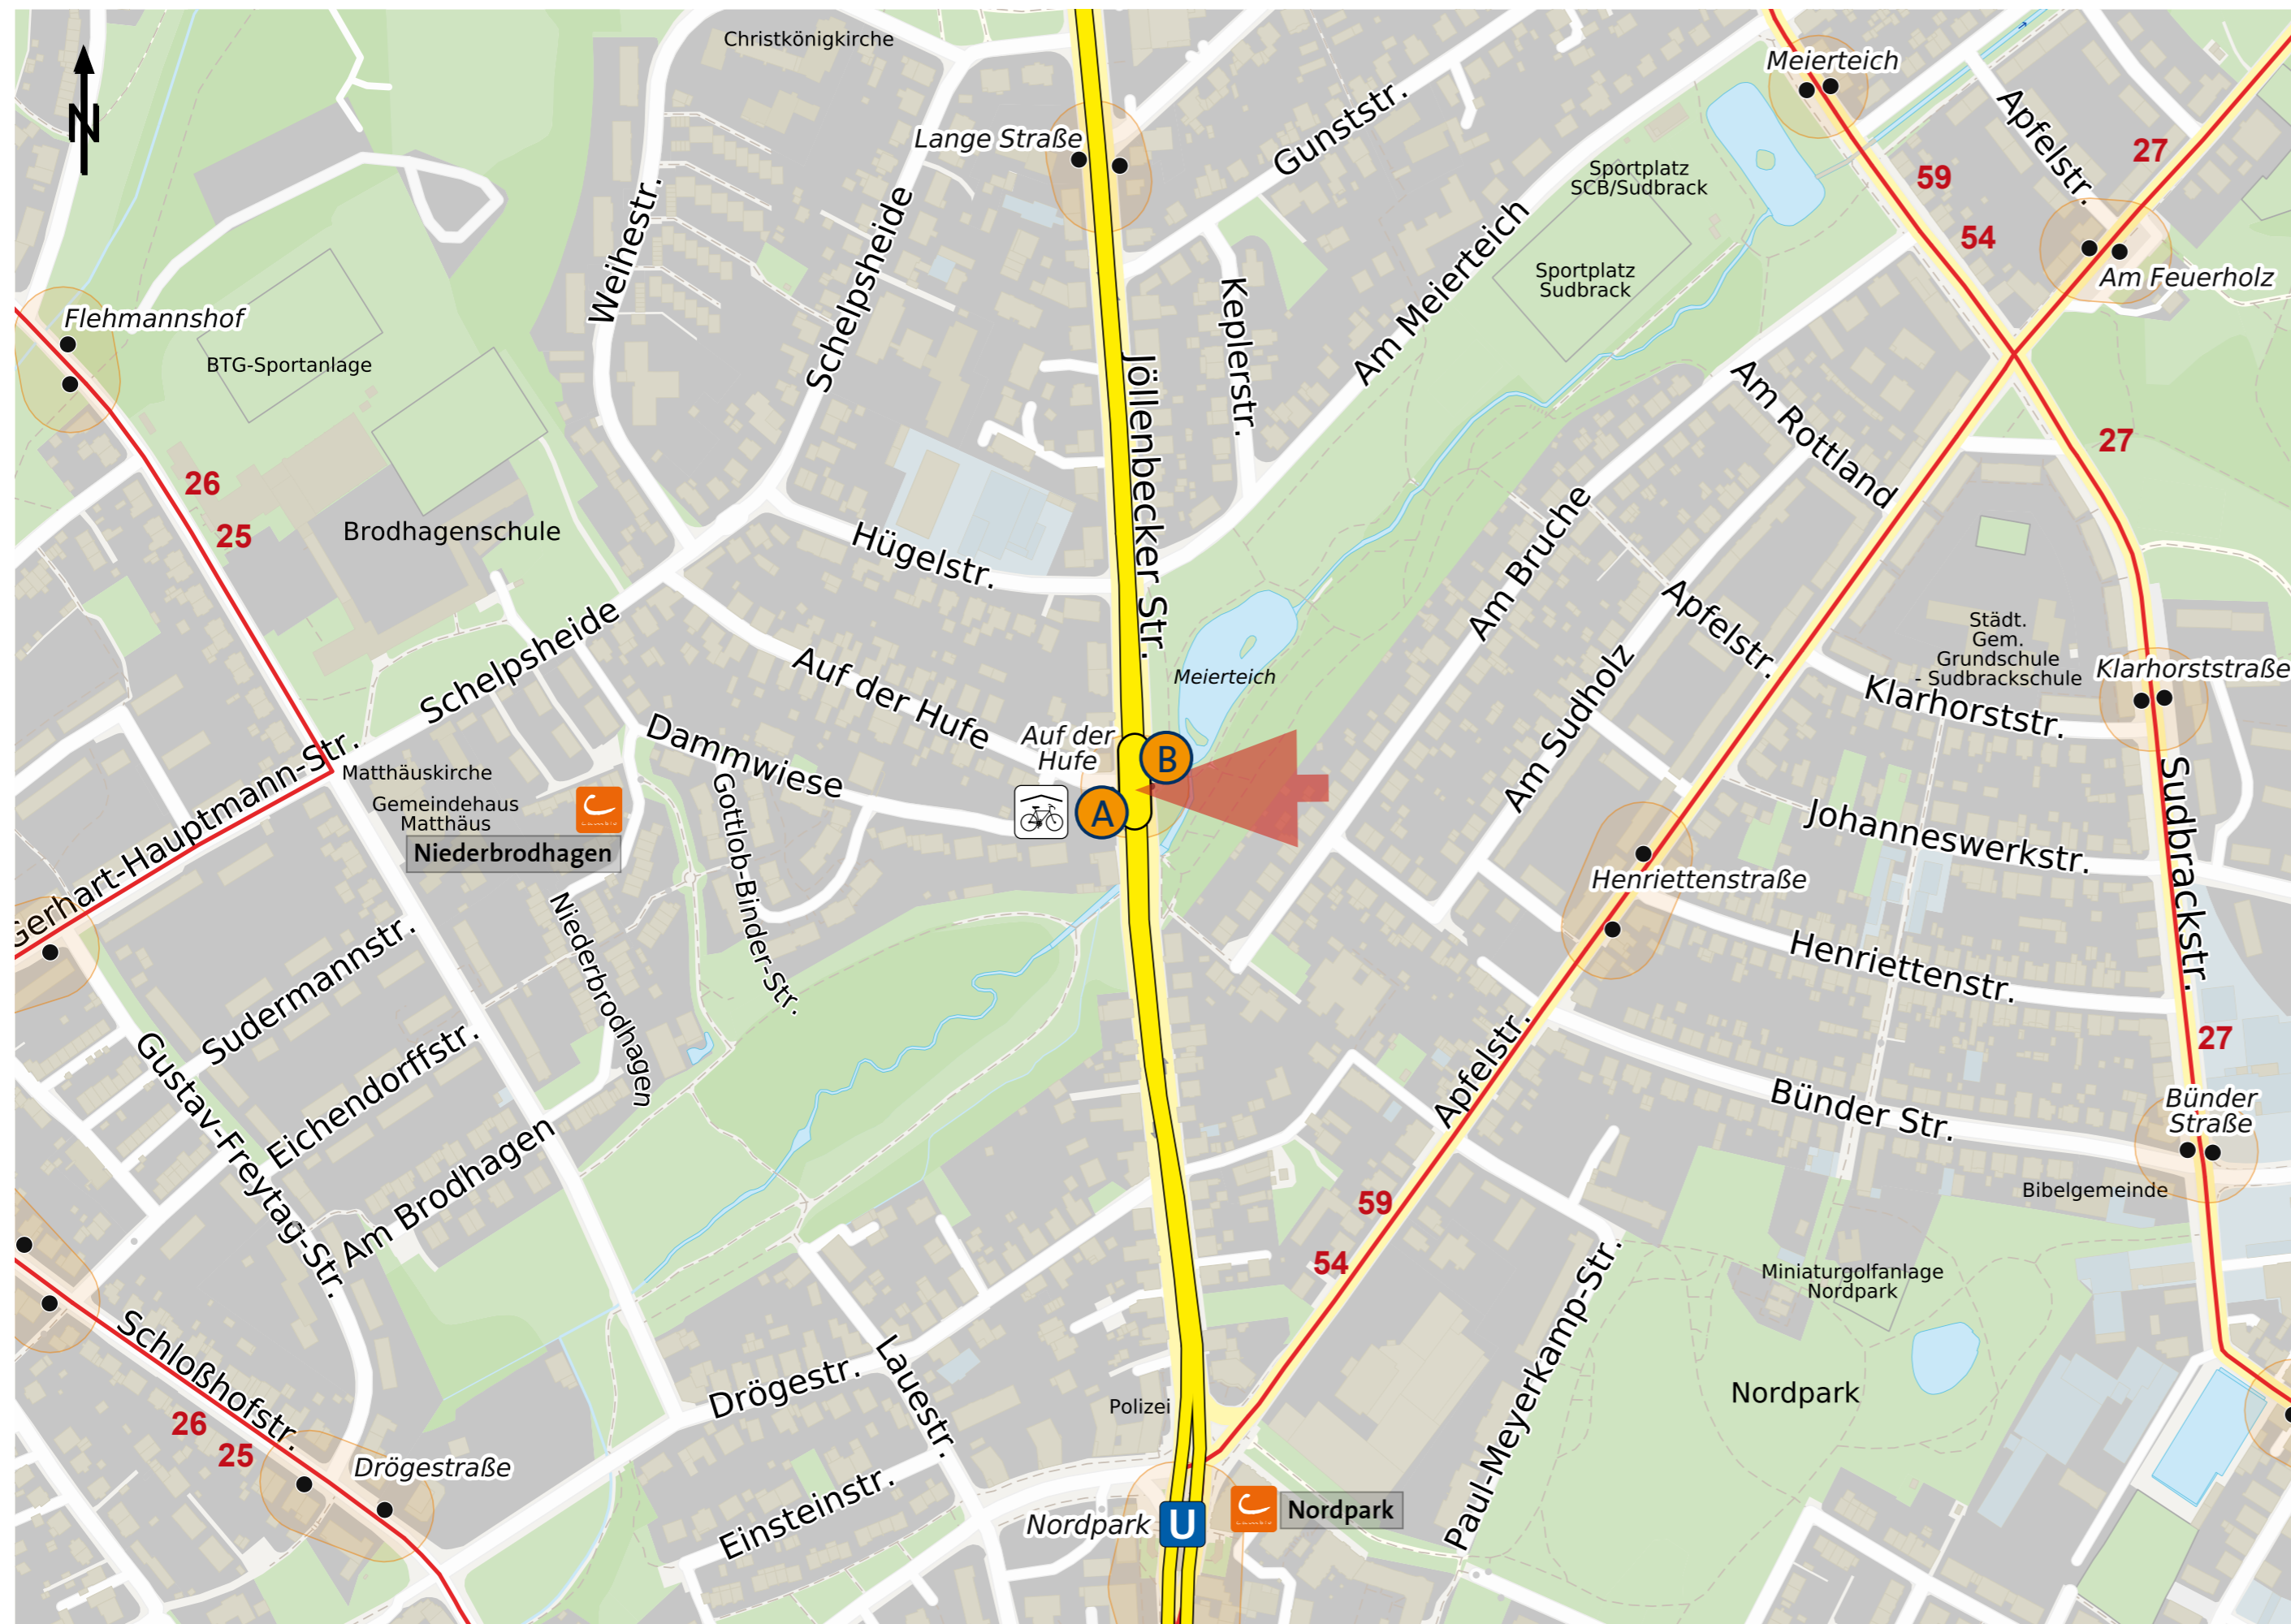 Christkönigkirche
Meierteich
Lange Straße
Gunststr.
Apfelstr.
27
59
54
Sportplatz
SCB/Sudbrack
N
Weihestr.
Schelpsheide
Keplerstr.
Am Meierteich
Sportplatz
Sudbrack
Am Feuerholz
Flehmannshof
BTG-Sportanlage
Jöllenbecker Str.
Am Rottland
27
26
25
Brodhagenschule
Hügelstr.
Am Bruche
Apfelstr.
Schelpsheide
Auf der Hufe
Meierteich
Am Sudholz
Städt.
Gem.
Grundschule
- Sudbrackschule
Klarhorststraße
Klarhorststr.
Dammwiese
Auf der
Hufe
B
A
Gerhart-Hauptmann-Str.
Matthäuskirche
Gemeindehaus
Matthäus
Niederbrodhagen
Gottlob-Binder-Str.
Johanneswerkstr.
Sudbrackstr.
Henriettenstraße
Henriettenstr.
Niederbrodhagen
Sudermannstr.
Eichendorffstr.
Gustav-Freytag-Str.
Am Brodhagen
Apfelstr.
27
Bünder Str.
Bünder
Straße
Bibelgemeinde
59
54
Miniaturgolfanlage
Nordpark
Paul-Meyerkamp-Str.
Schloßhofstr.
26
25
Drögestraße
Drögestr.
Lauestr.
Einsteinstr.
Polizei
Nordpark
Nordpark
U
Nordpark